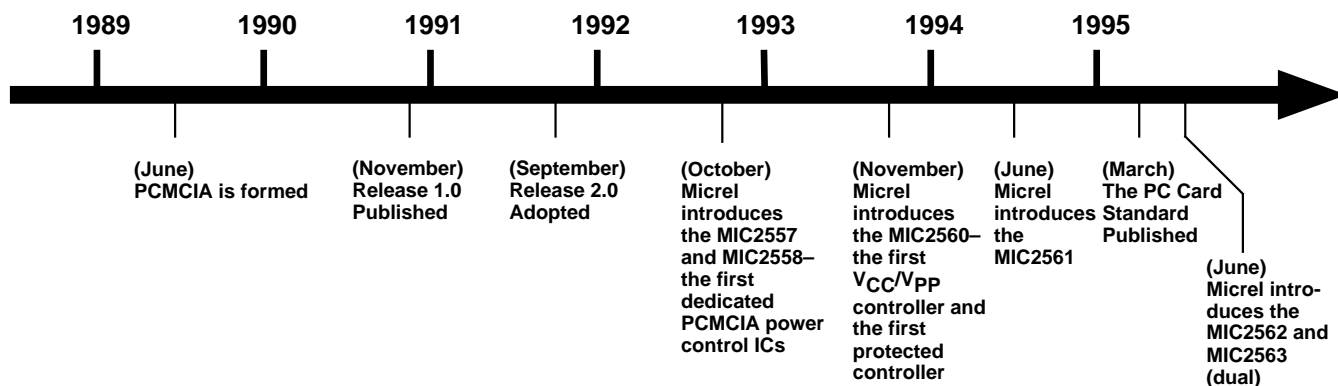 1989
1990
1991
1992
1993
1994
1995
(June)
PCMCIA is formed
(November)
Release 1.0
Published
(September)
Release 2.0
Adopted
(October)
Micrel
introduces
the MIC2557
and MIC2558–
the first
dedicated
PCMCIA power
control ICs
(November)
Micrel
introduces
the MIC2560–
the first
VCC/VPP
controller and
the first
protected
controller
(June)
Micrel
introduces
the
MIC2561
(March)
The PC Card
Standard
Published
(June)
Micrel intro-
duces the
MIC2562 and
MIC2563
(dual)